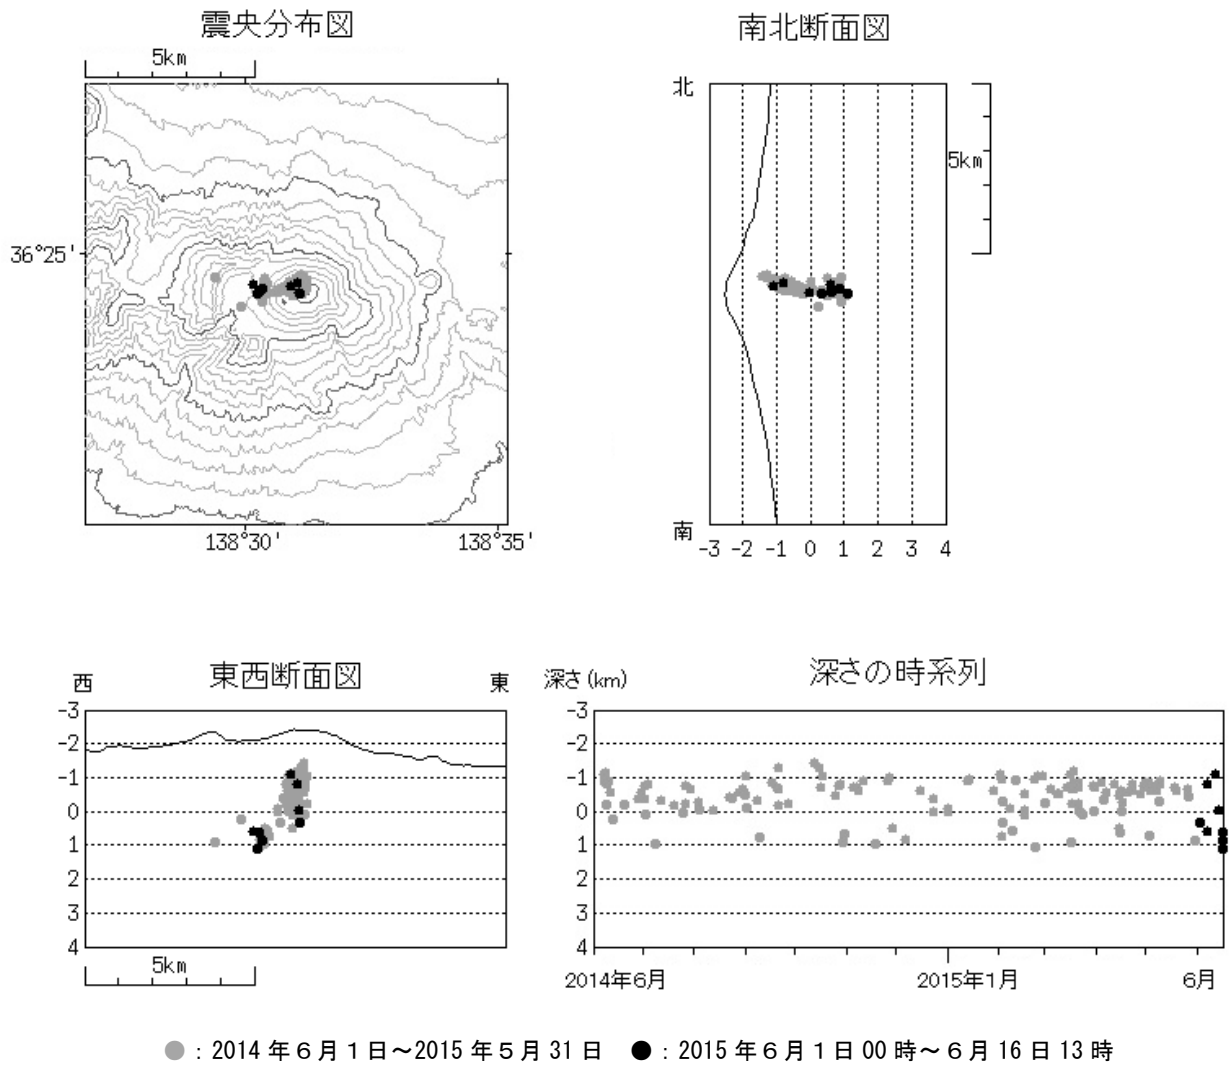 震央分布図
5km
36°25'
138°30'
138°35'
南北断面図
北
5km
南
-3 -2 -1 0 1 2 3 4
東西断面図
西
東
-3
-2
-1
0
1
2
3
4
5km
深さの時系列
深さ(km)
-3
-2
-1
0
1
2
3
4
2014年6月
2015年1月
6月
●：2014年６月１日～2015年５月31日 ●：2015年６月１日00時～６月16日13時